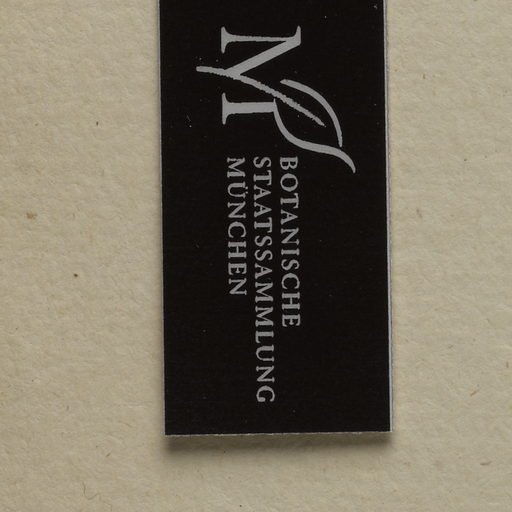 M
BOTANISCHE
STAATSSAMMLUNG
MÜNCHEN